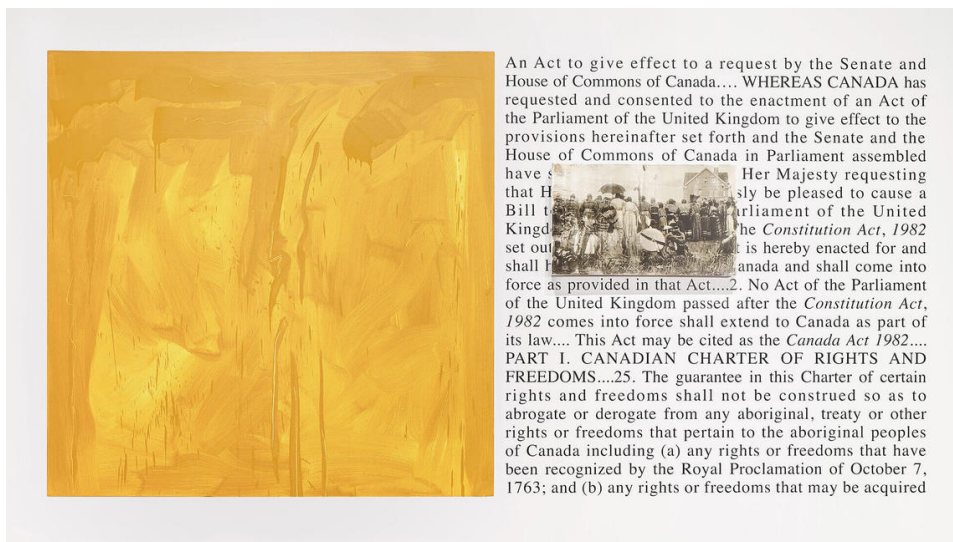 An Act to give effect to a request by the Senate and
House of Commons of Canada.... WHEREAS CANADA has
requested and consented to the enactment of an Act of
the Parliament of the United Kingdom to give effect to the
provisions hereinafter set forth and the Senate and the
House of Commons of Canada in Parliament assembled
have Her Majesty requesting
that be pleased to cause a
Bill of the United
Constitution Act, 1982
set out is hereby enacted for and
shall and shall come into
force as provided in that Act....2. No Act of the Parliament
of the United Kingdom passed after the Constitution Act,
1982 comes into force shall extend to Canada as part of
its law.... This Act may be cited as the Canada Act 1982....
PART I. CANADIAN CHARTER OF RIGHTS AND
FREEDOMS....25. The guarantee in this Charter of certain
rights and freedoms shall not be construed so as to
abrogate or derogate from any aboriginal, treaty or other
rights or freedoms that pertain to the aboriginal peoples
of Canada including (a) any rights or freedoms that have
been recognized by the Royal Proclamation of October 7,
1763; and (b) any rights or freedoms that may be acquired